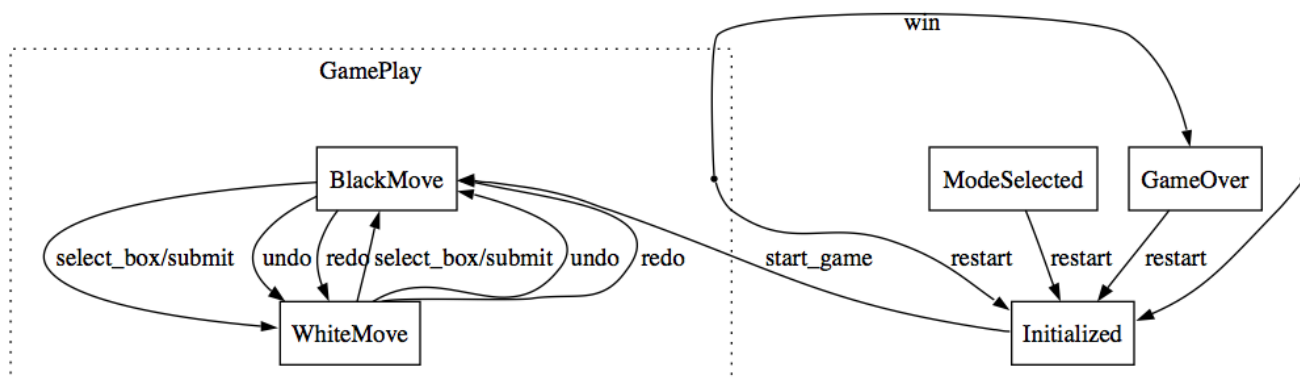 win
GamePlay
BlackMove
ModeSelected
GameOver
select_box/submit
undo
redo
select_box/submit
undo
redo
start_game
restart
restart
restart
WhiteMove
Initialized